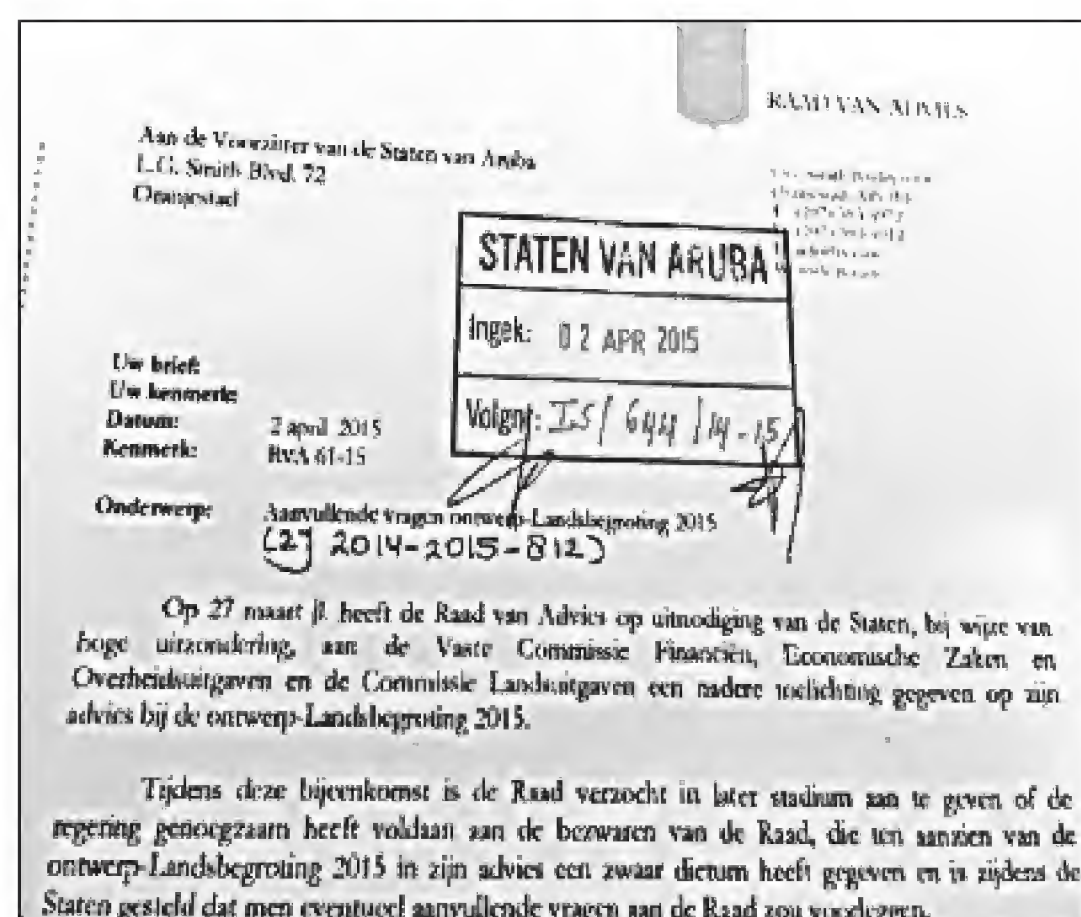 RAAD VAN ADVIES
Aan de Voorzitter van de Staten van Aruba
L.G. Smith Blvd. 72
Oranjestad
STATEN VAN ARUBA
Ingek: 02 APR 2015
Volgnr: IS/ 644 / 14-15
Uw brief:
Uw kenmerk:
Datum: 2 april 2015
Kenmerk: RvA 61-15
Onderwerp: Aanvullende vragen ontwerp-Landsbegroting 2015
2014-2015-812)
Op 27 maart jl. heeft de Raad van Advies op uitnodiging van de Staten, bij wijze van
hoge uitzondering, aan de Vaste Commissie Financiën, Economische Zaken en
Overheidsuitgaven en de Commissie Landsuitgaven een nadere toelichting gegeven op zijn
advies bij de ontwerp-Landsbegroting 2015.
Tijdens deze bijeenkomst is de Raad verzocht in later stadium aan te geven of de
regering genoegzaam heeft voldaan aan de bezwaren van de Raad, die ten aanzien van de
ontwerp-Landsbegroting 2015 in zijn advies een zwaar dictum heeft gegeven en is zijdens de
Staten gesteld dat men eventueel aanvullende vragen aan de Raad zou voorleggen.